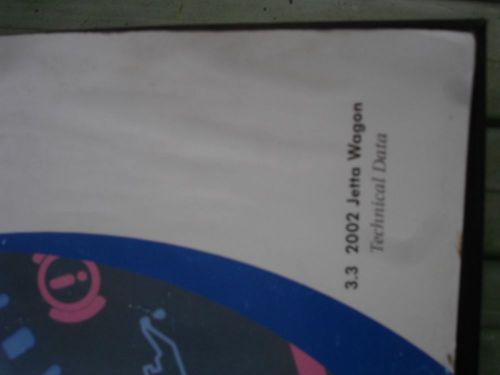 3.3 2002 Jetta Wagon
Technical Data